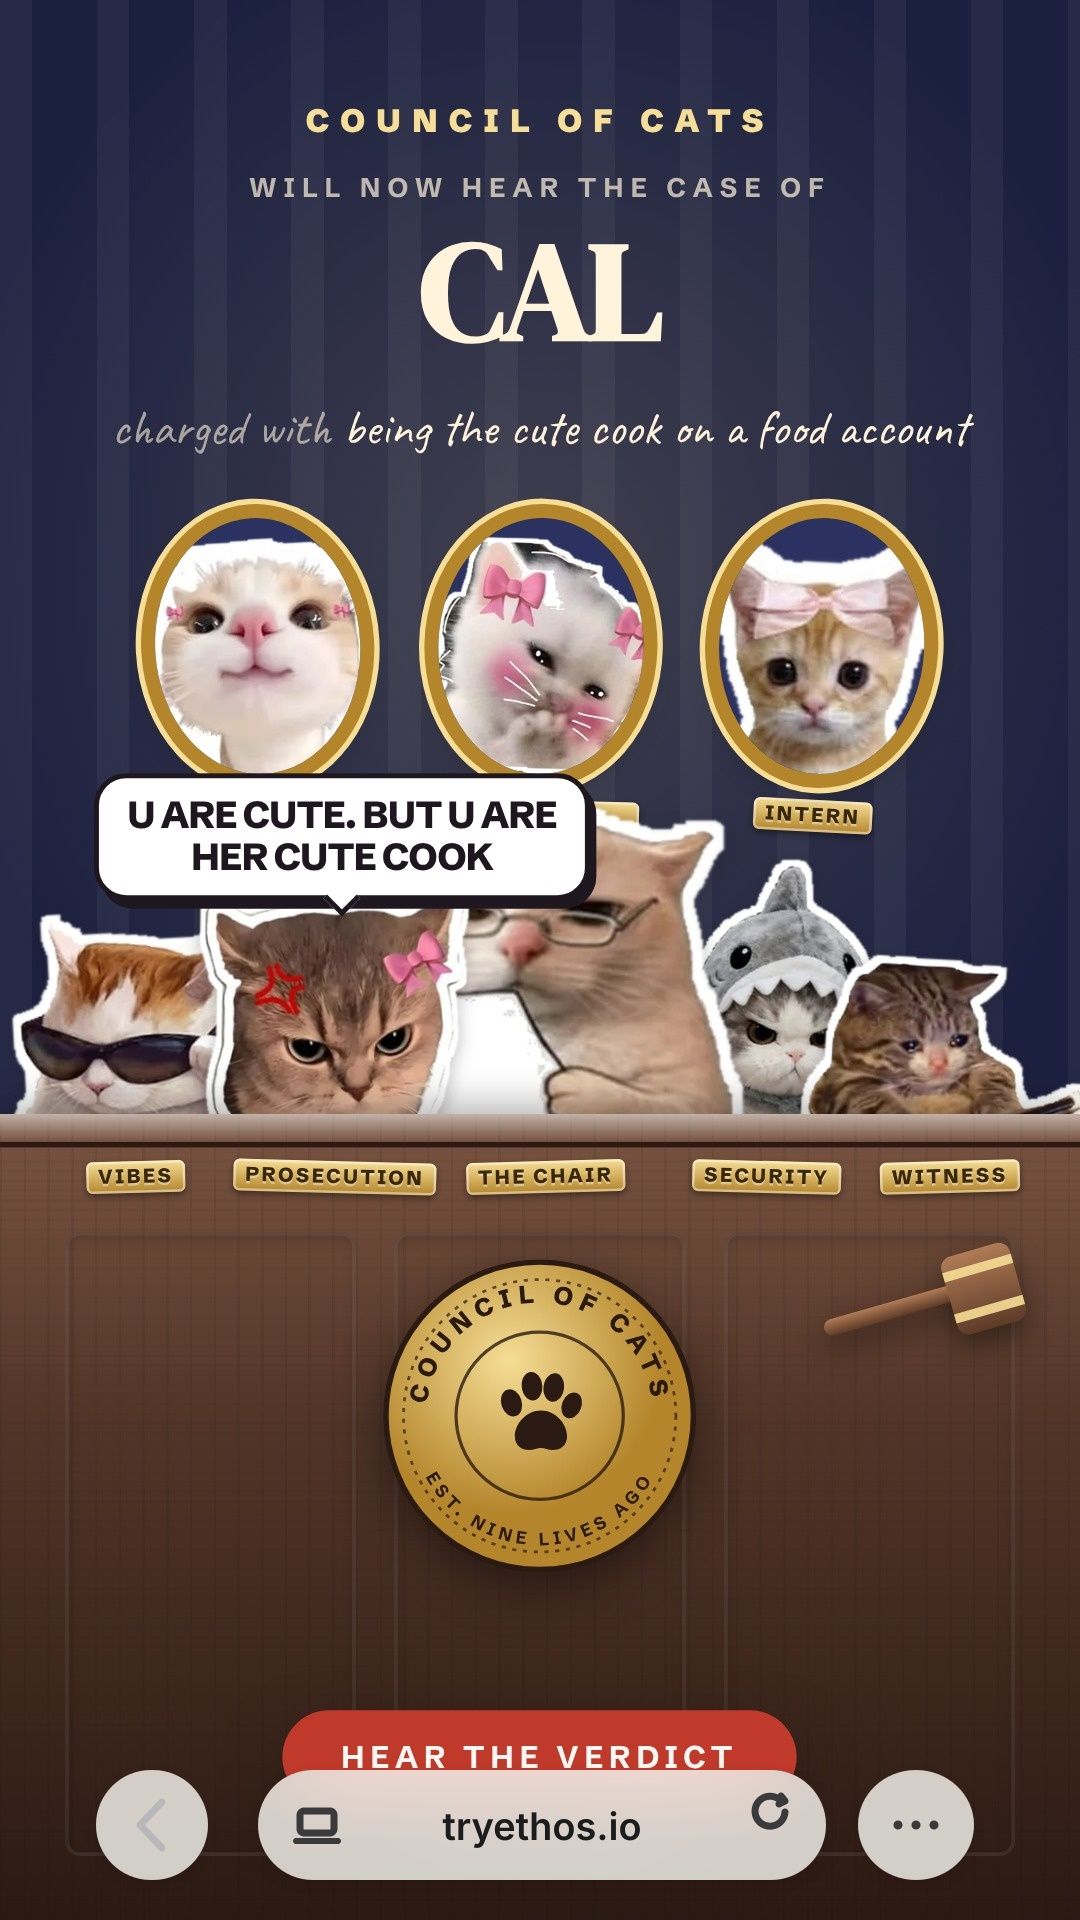 COUNCIL OF CATS
WILL NOW HEAR THE CASE OF
CAL
charged with being the cute cook on a food account
INTERN
U ARE CUTE. BUT U ARE
HER CUTE COOK
VIBES
PROSECUTION
THE CHAIR
SECURITY
WITNESS
COUNCIL OF CATS
EST. NINE LIVES AGO
HEAR THE VERDICT
tryethos.io